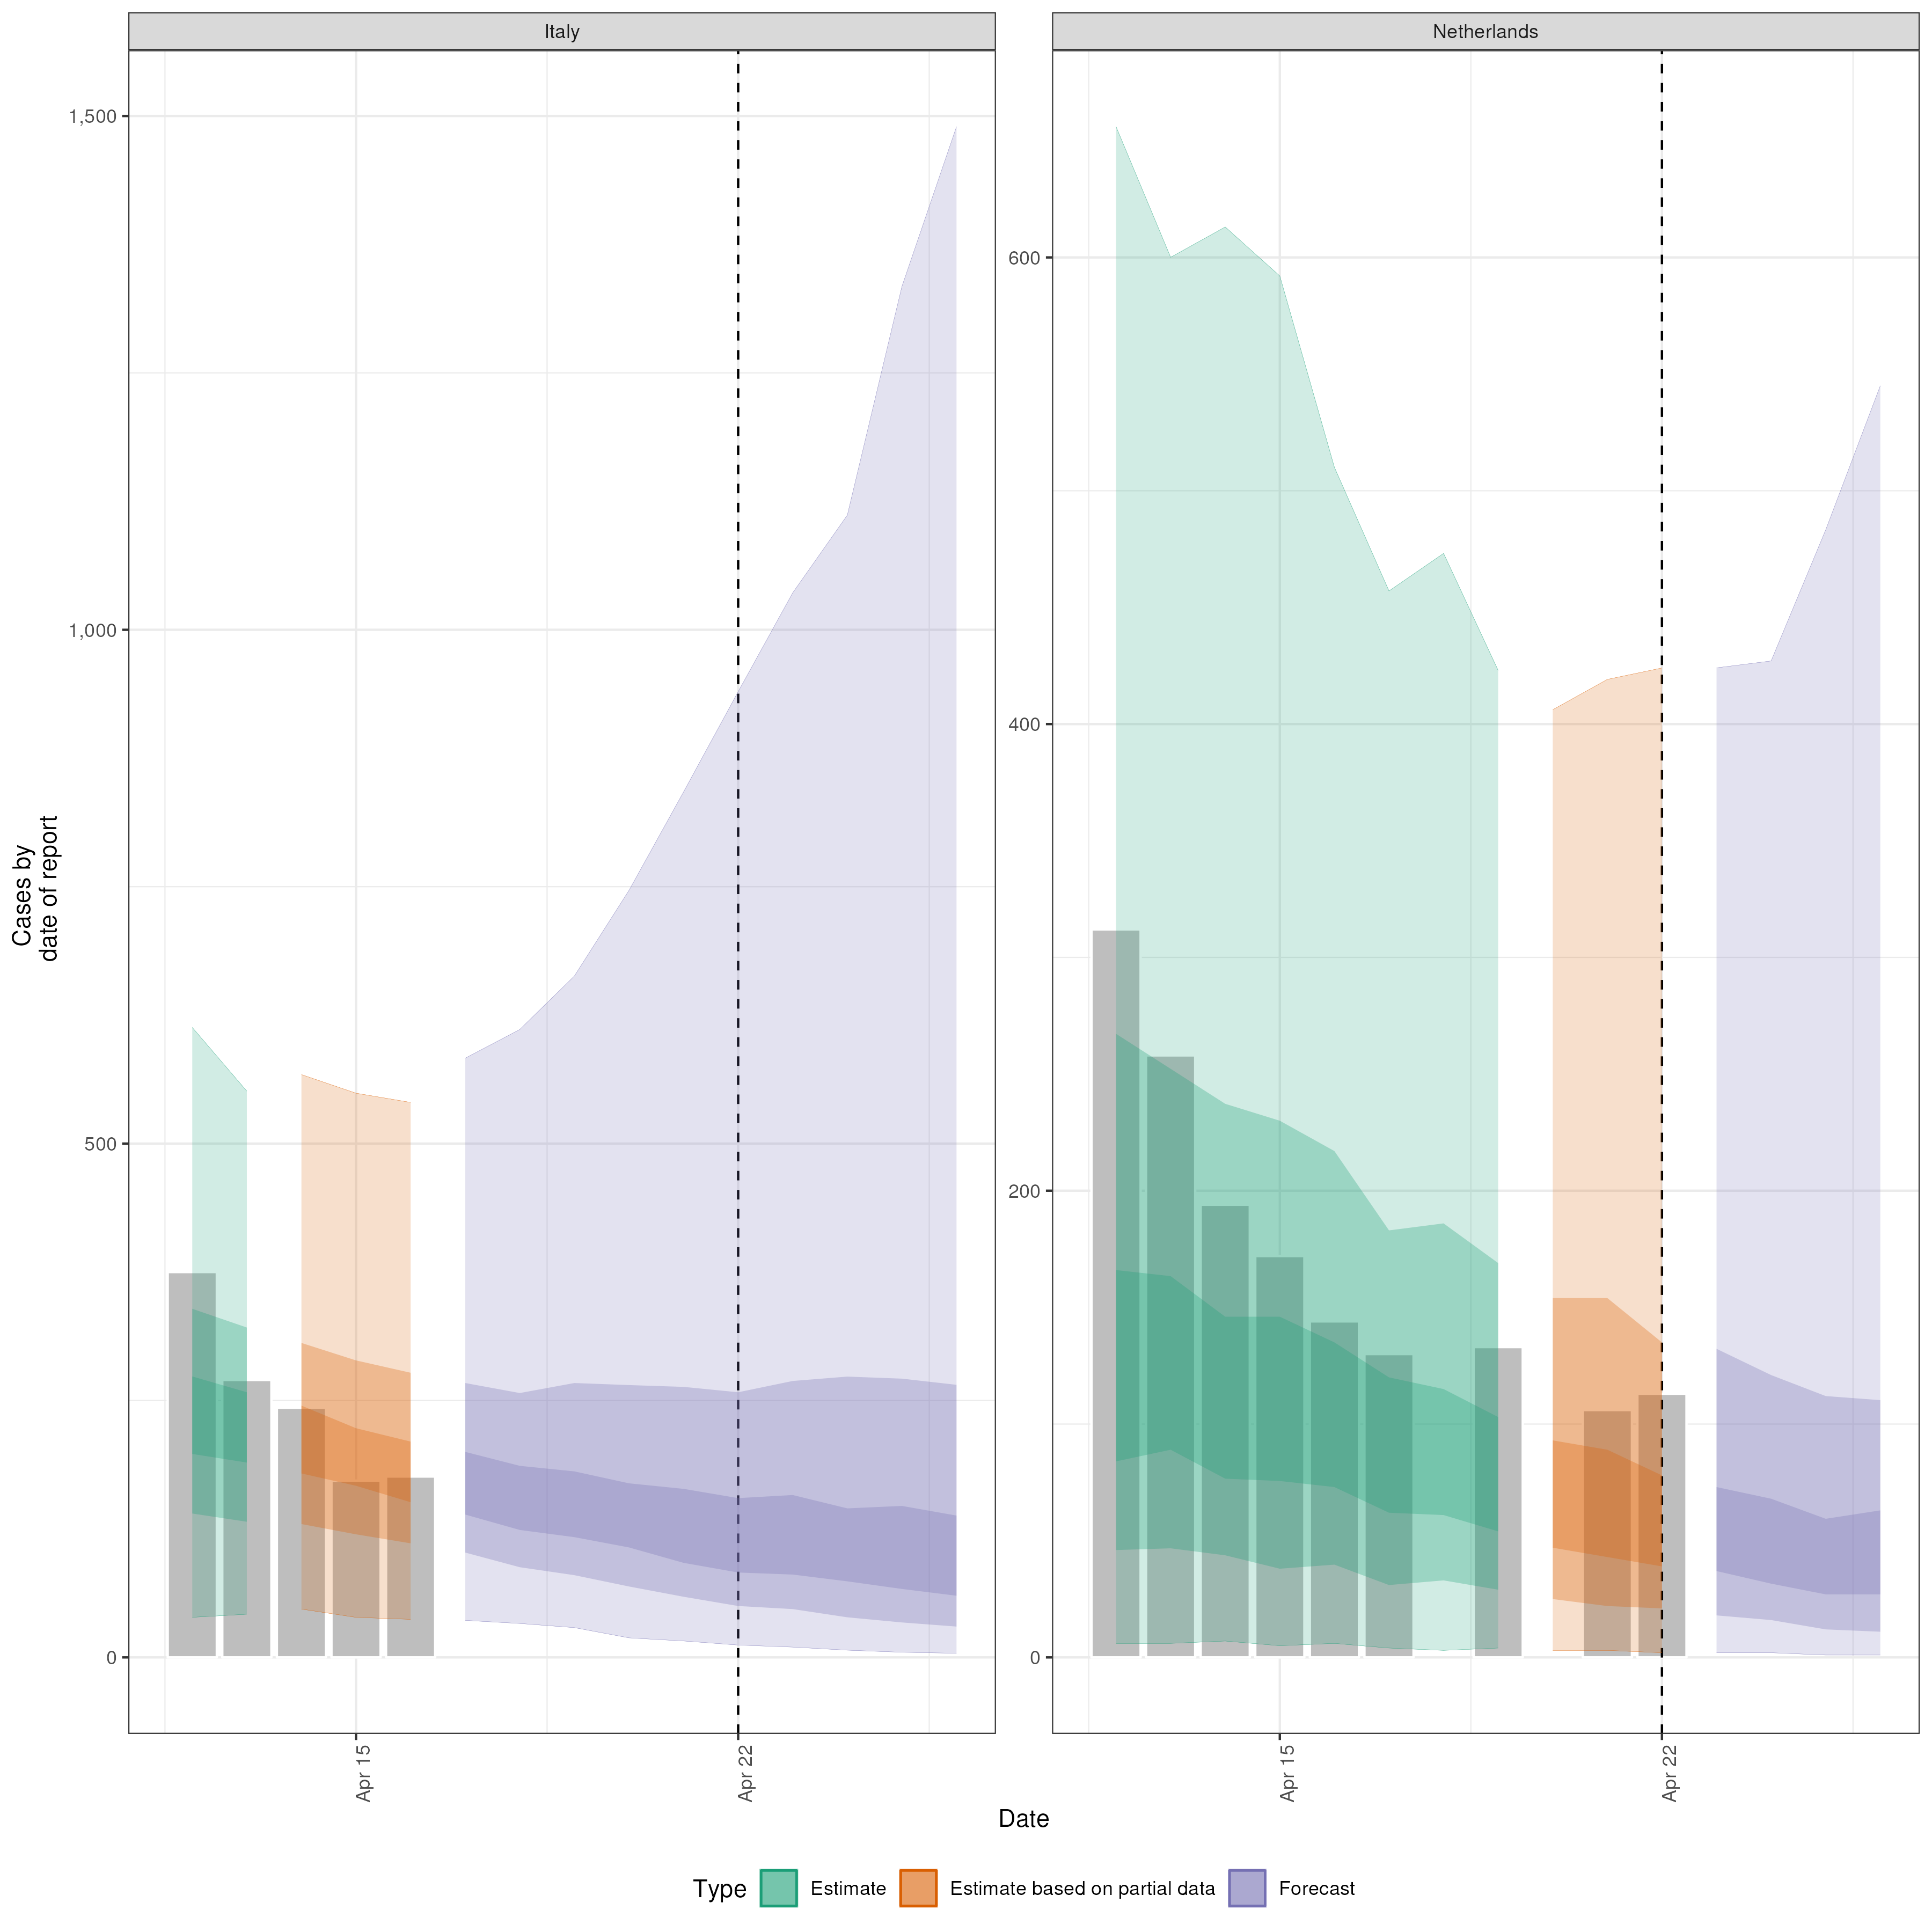 Italy
Netherlands
1,500
1,000
500
0
600
400
200
0
Cases by
date of report
Apr 15
Apr 22
Apr 15
Apr 22
Date
Type Estimate Estimate based on partial data Forecast